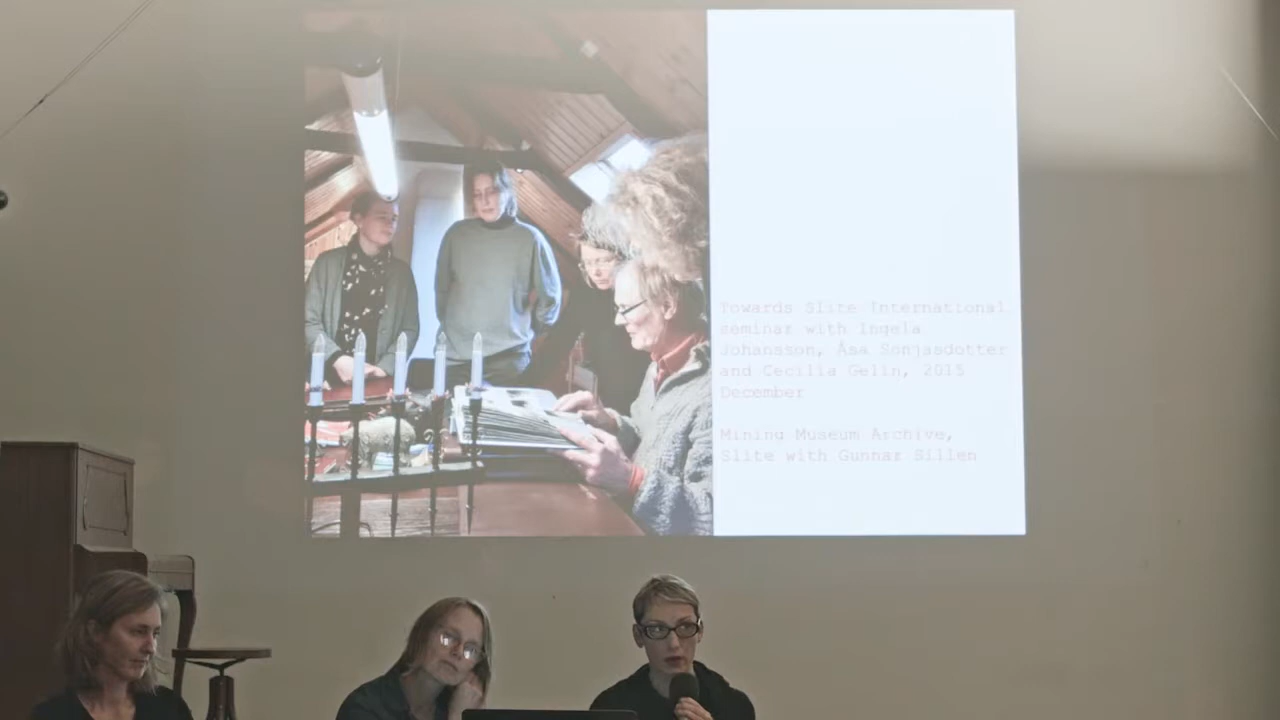 Towards Slite International
seminar with Ingela
Johansson, Åsa Sonjasdotter
and Cecilia Gelin, 2015
December
Mining Museum Archive,
Slite with Gunnar Sillen